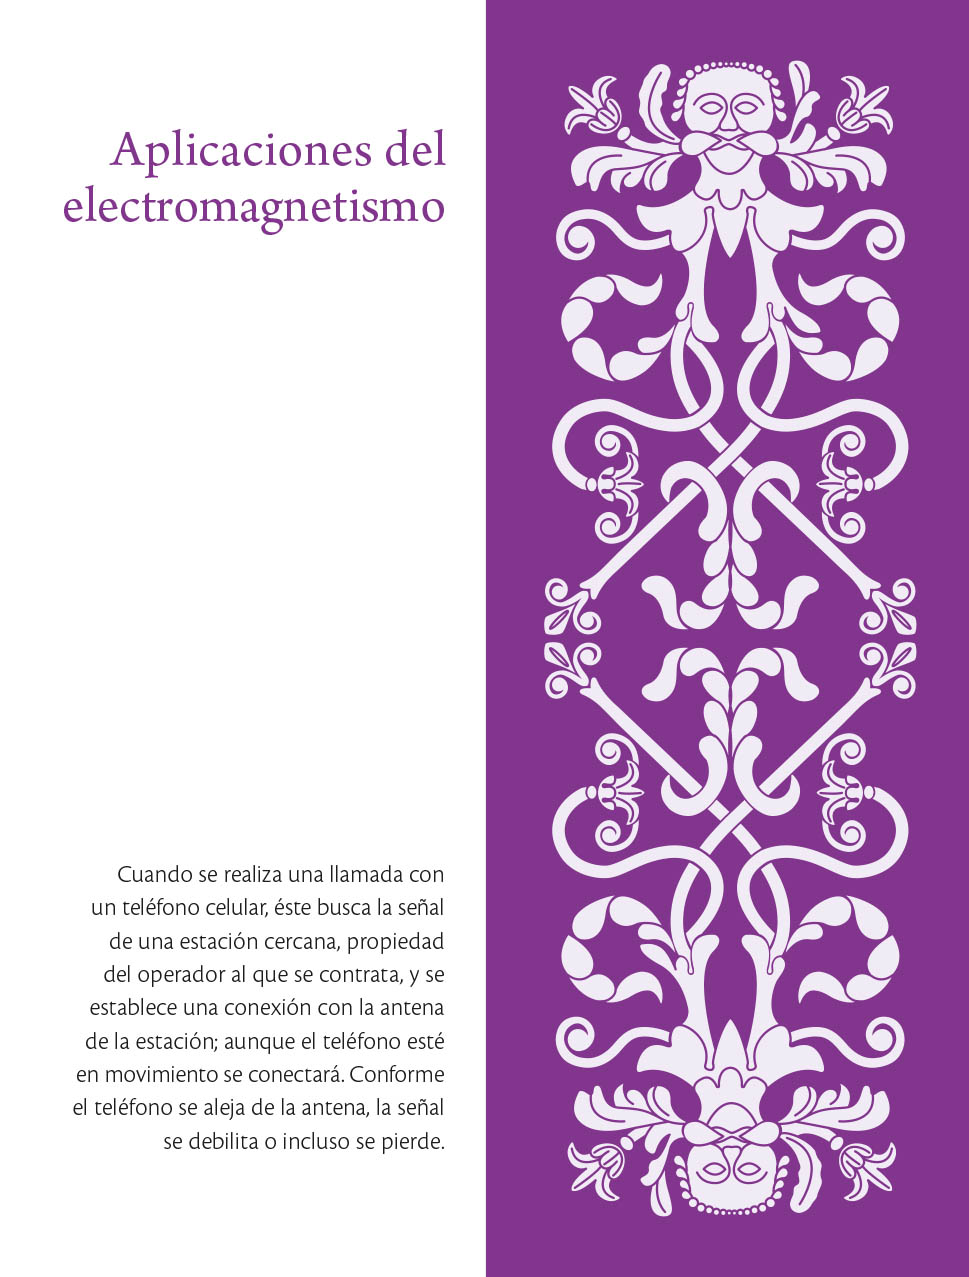 Aplicaciones del
electromagnetismo
Cuando se realiza una llamada con
un teléfono celular, éste busca la señal
de una estación cercana, propiedad
del operador al que se contrata, y se
establece una conexión con la antena
de la estación; aunque el teléfono esté
en movimiento se conectará. Conforme
el teléfono se aleja de la antena, la señal
se debilita o incluso se pierde.